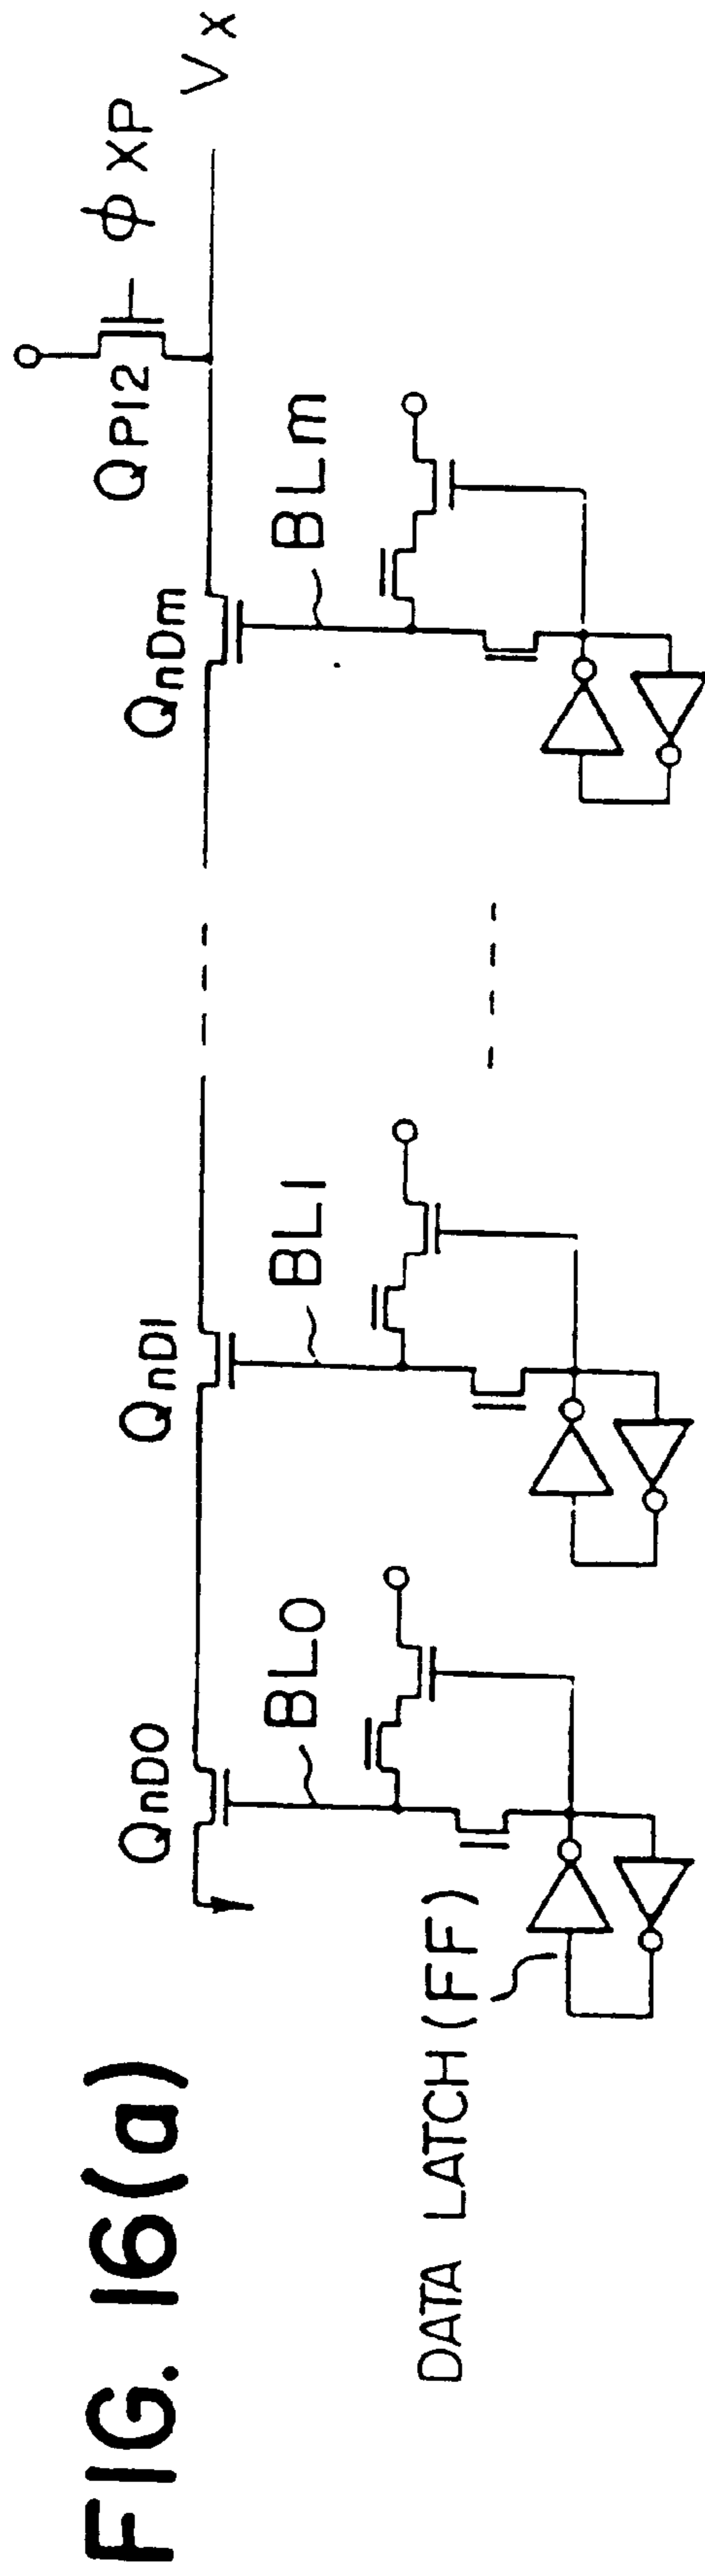 FIG. 16(a)
QP12
φXP
VX
QnD0
QnD1
QnDm
BL0
BL1
BLm
DATA LATCH (FF)